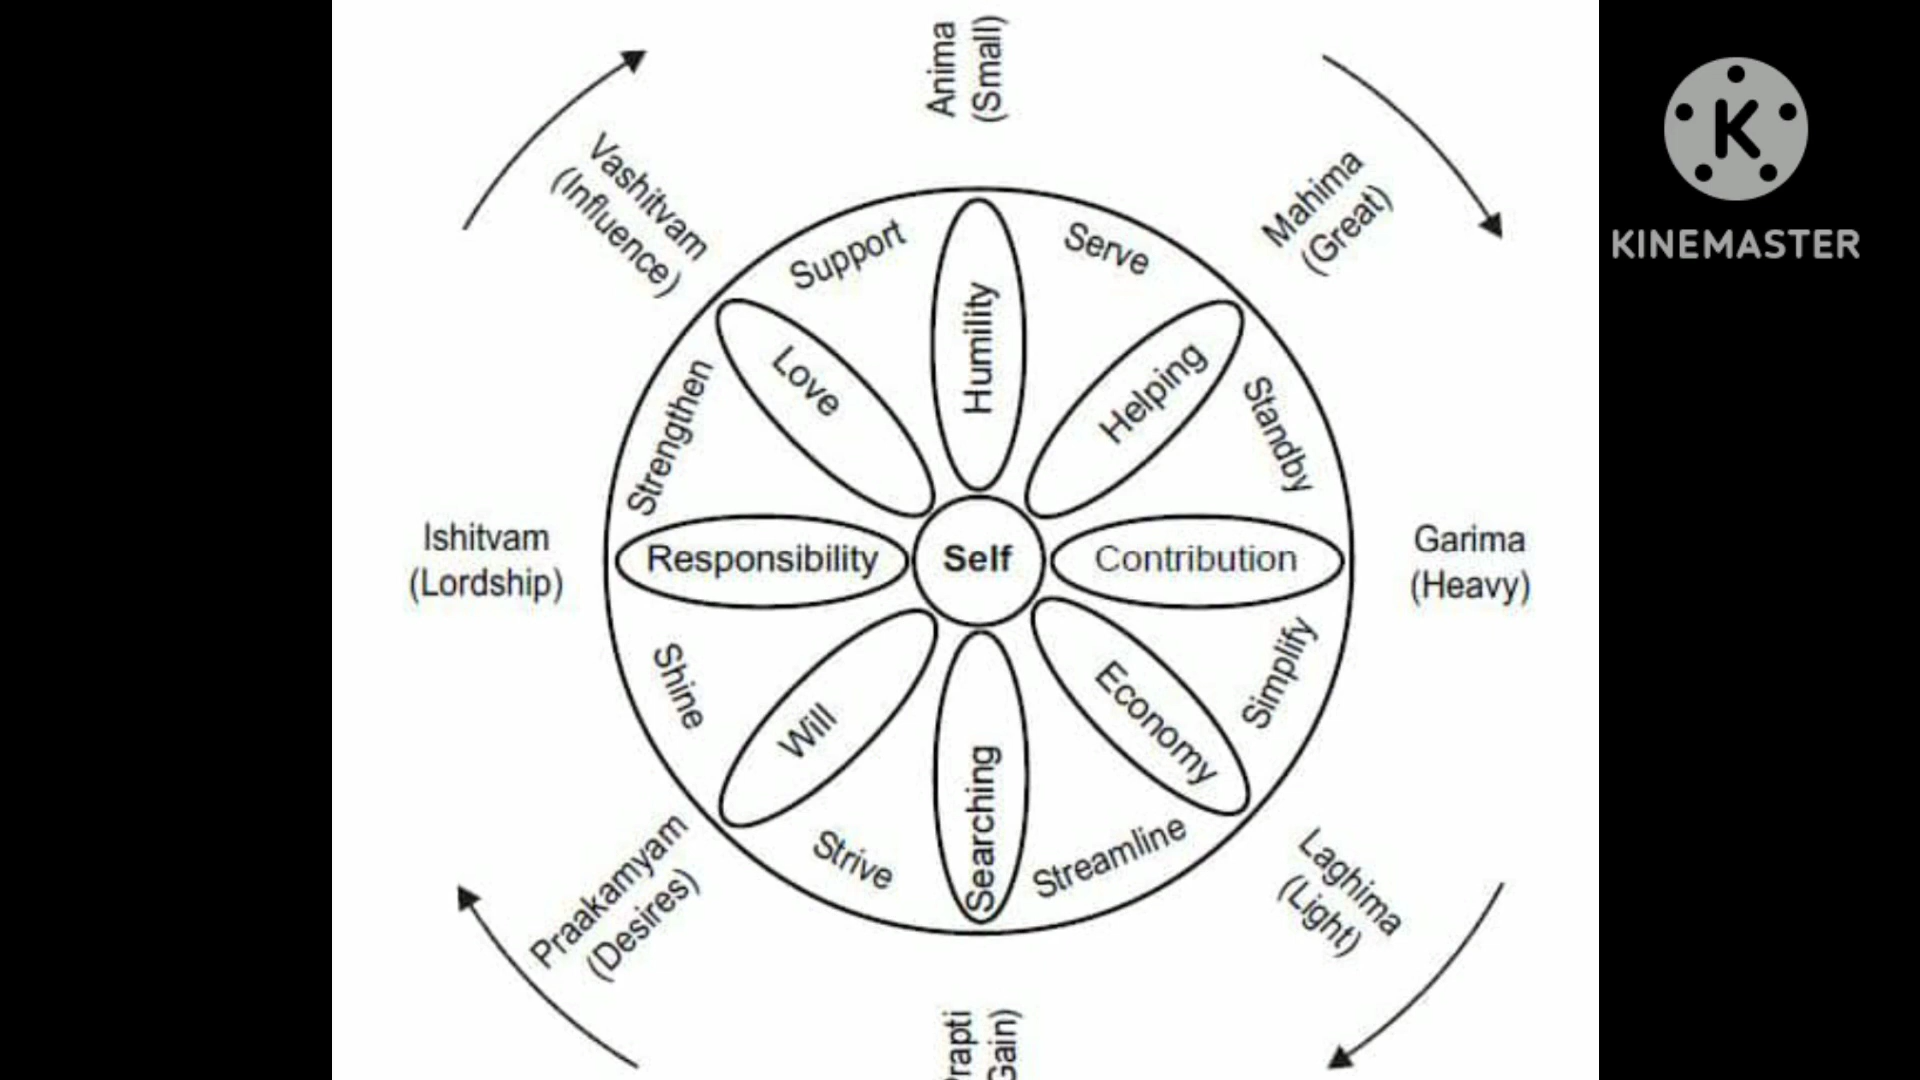 Anima
(Small)
Vashitvam
(Influence)
Mahima
(Great)
K
KINEMASTER
Support
Serve
Love
Humility
Helping
Strengthen
Standby
Ishitvam
(Lordship)
Responsibility
Self
Contribution
Garima
(Heavy)
Shine
Will
Searching
Economy
Simplify
Strive
Streamline
Praakamyam
(Desires)
Laghima
(Light)
rapti
Gain)